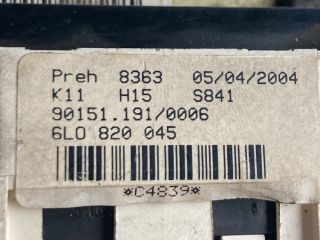 Preh 8363 05/04/2004
K11 H15 S841
90151.191/0006
6L0 820 045
*C4839*